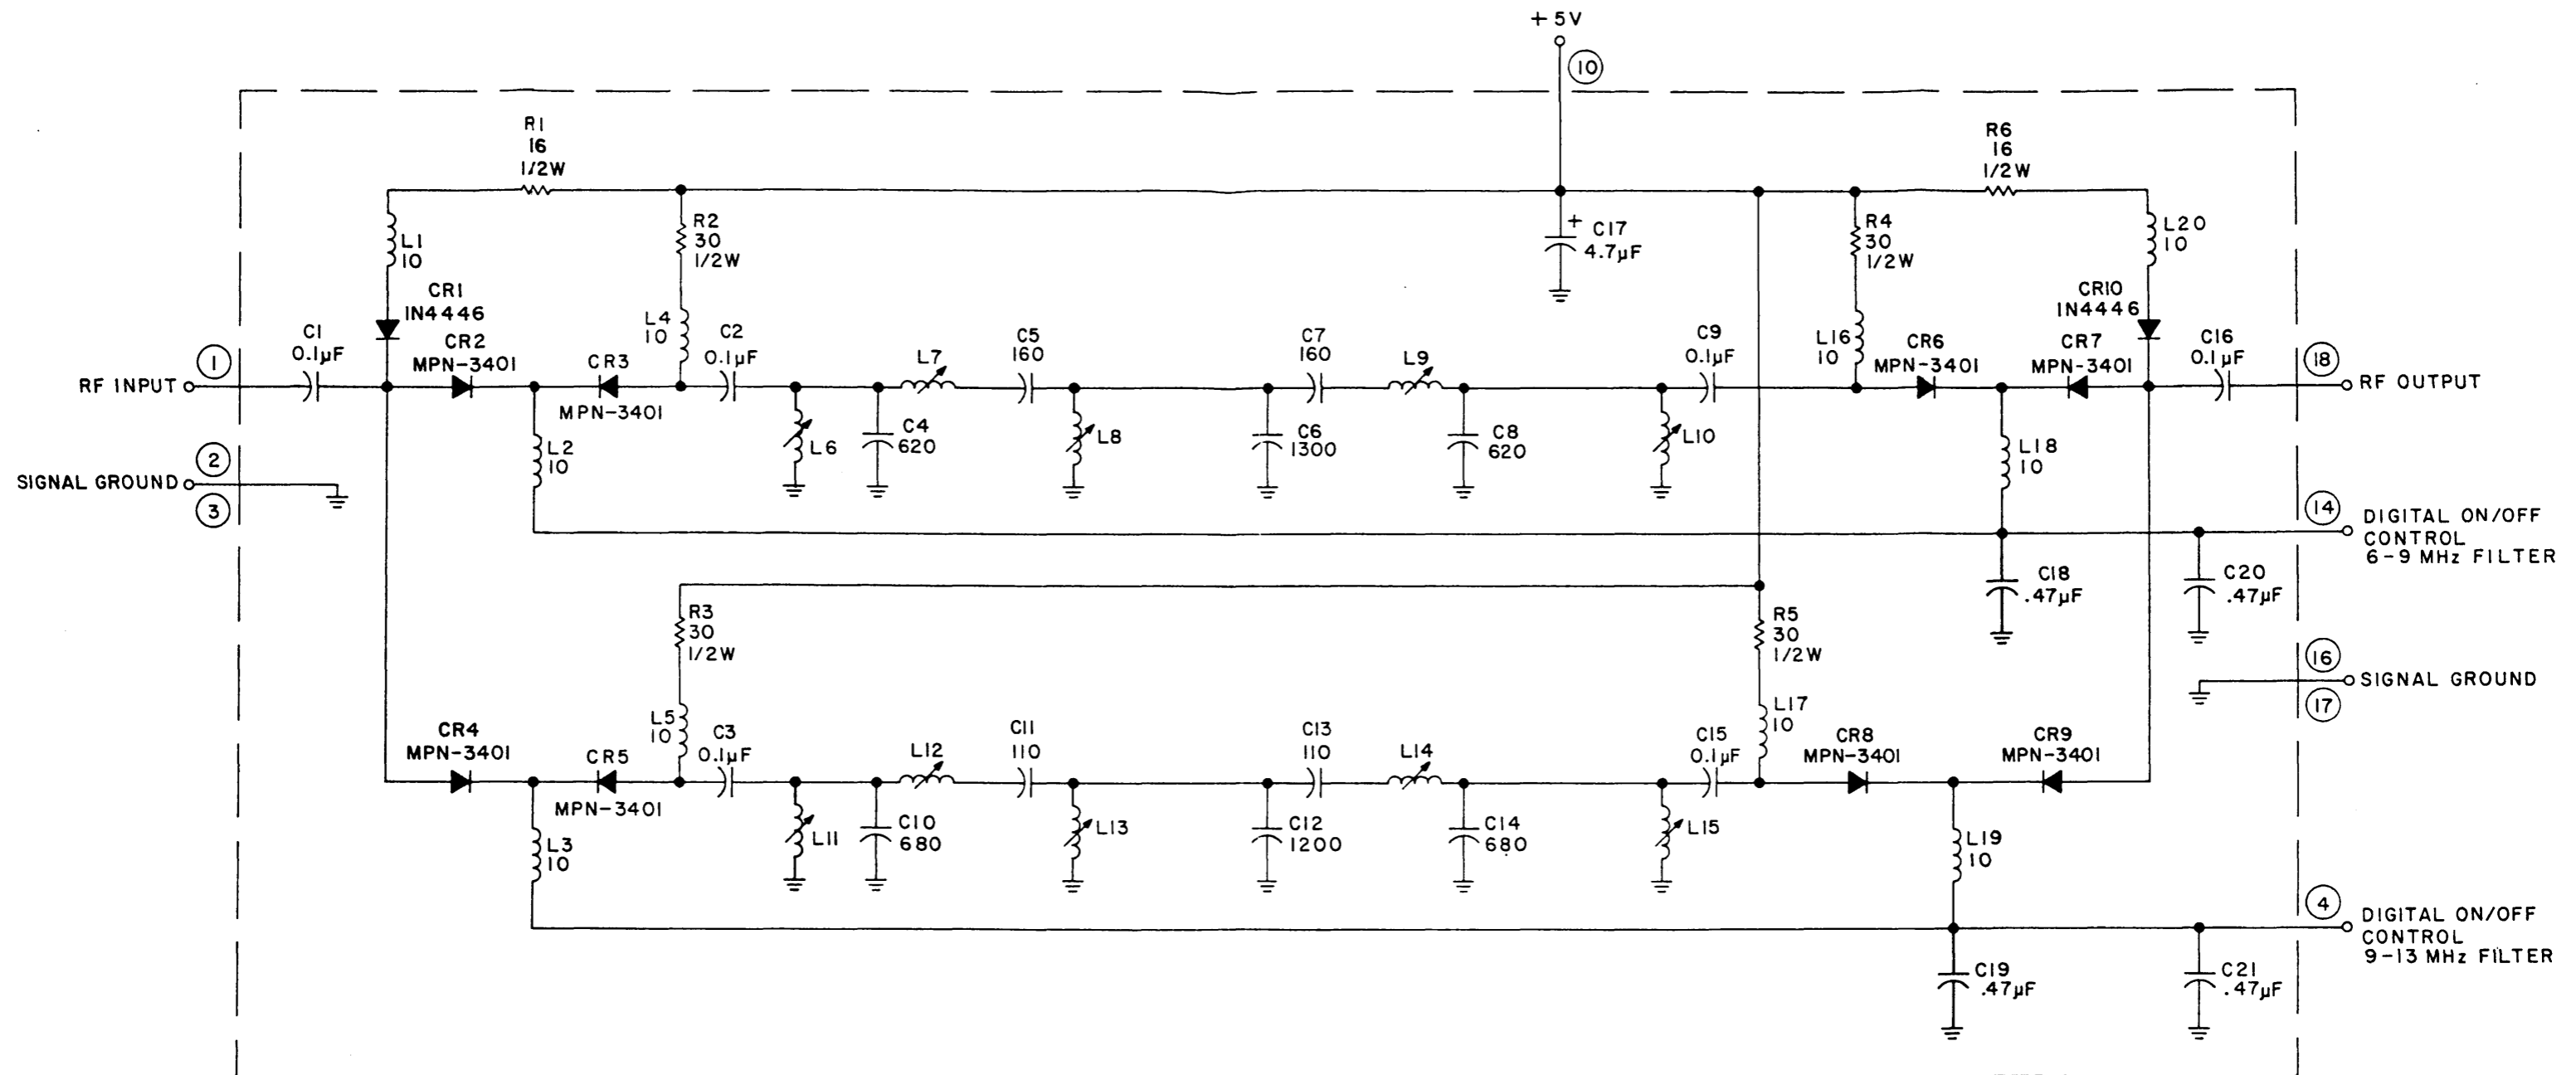 + 5V
10
R1
16
1/2W
R6
16
1/2W
R2
30
1/2W
+
C17
4.7µF
R4
30
1/2W
L20
10
L1
10
CR1
1N4446
L4
10
C2
0.1µF
C5
160
C7
160
C9
0.1µF
L16
10
CR10
1N4446
C1
0.1µF
CR2
MPN-3401
CR3
MPN-3401
L7
L9
CR6
MPN-3401
CR7
MPN-3401
C16
0.1µF
1
RF INPUT
18
RF OUTPUT
2
SIGNAL GROUND
3
L2
10
L6
C4
620
L8
C6
1300
C8
620
L10
L18
10
14
DIGITAL ON/OFF
CONTROL
6-9 MHz FILTER
C18
.47µF
C20
.47µF
R3
30
1/2W
R5
30
1/2W
16
SIGNAL GROUND
17
L5
10
C3
0.1µF
C11
110
C13
110
C15
0.1µF
L17
10
CR4
MPN-3401
CR5
MPN-3401
L12
L14
CR8
MPN-3401
CR9
MPN-3401
L3
10
L11
C10
680
L13
C12
1200
C14
680
L15
L19
10
4
DIGITAL ON/OFF
CONTROL
9-13 MHz FILTER
C19
.47µF
C21
.47µF